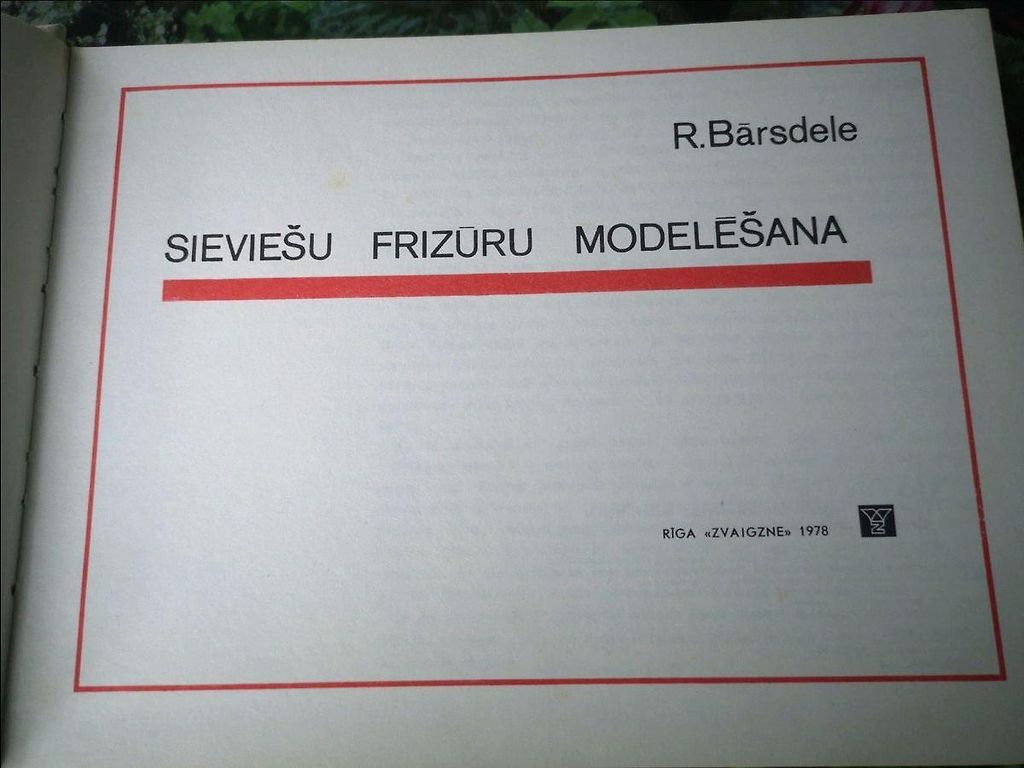 R.Bārsdele
SIEVIEŠU FRIZŪRU MODELĒŠANA
RĪGA «ZVAIGZNE» 1978